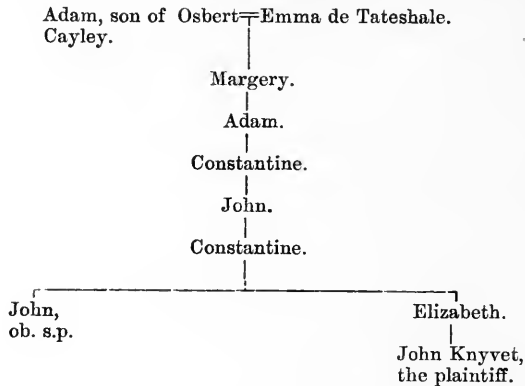 Adam, son of Osbert=Emma de Tateshale.
Cayley.
Margery.
Adam.
Constantine.
John.
Constantine.
John,
ob. s.p.
Elizabeth.
John Knyvet,
the plaintiff.